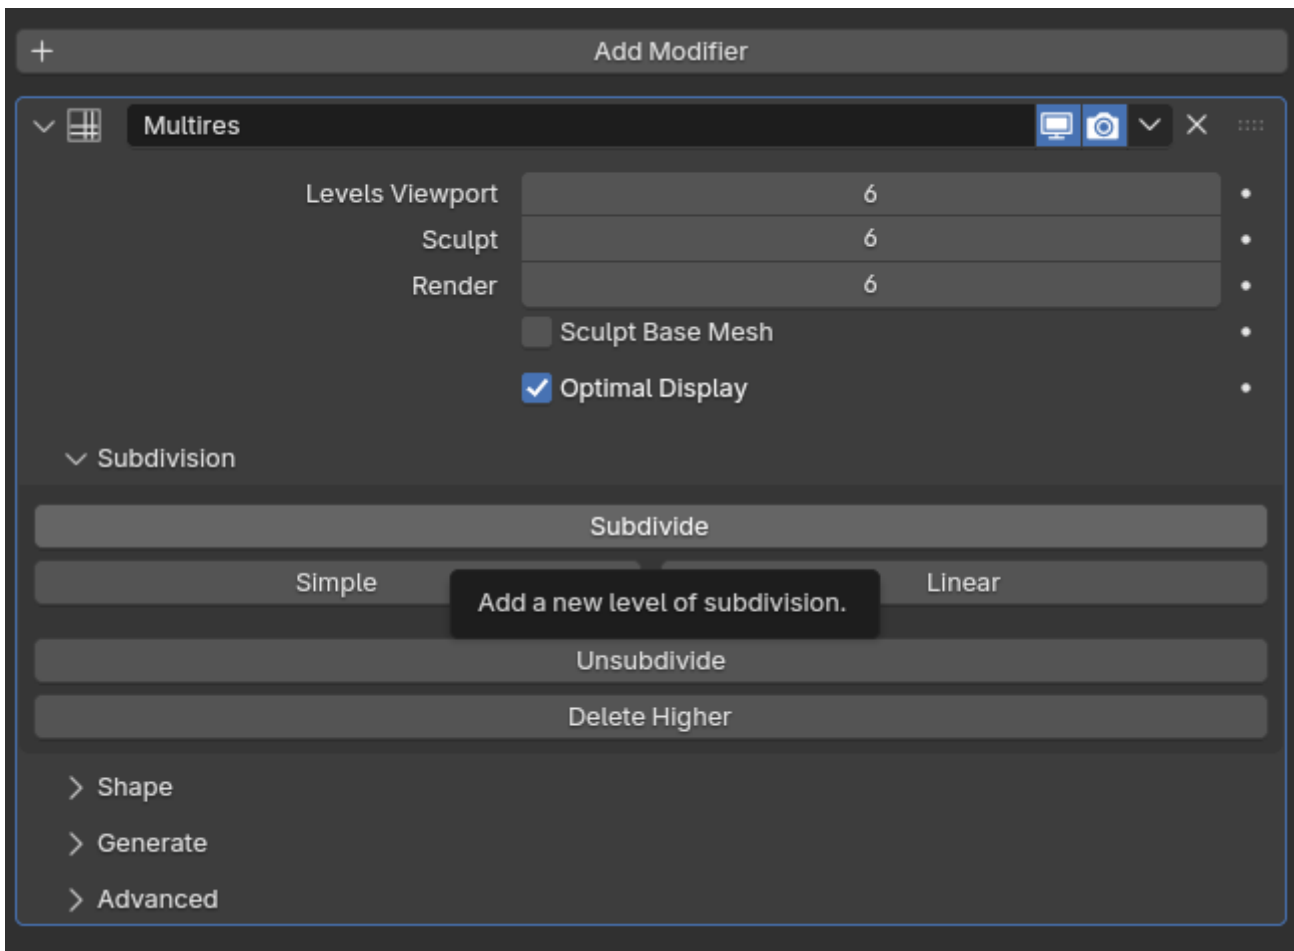 Add Modifier
Multires
Levels Viewport 6
Sculpt 6
Render 6
Sculpt Base Mesh
Optimal Display
Subdivision
Subdivide
Simple Linear
Add a new level of subdivision.
Unsubdivide
Delete Higher
Shape
Generate
Advanced